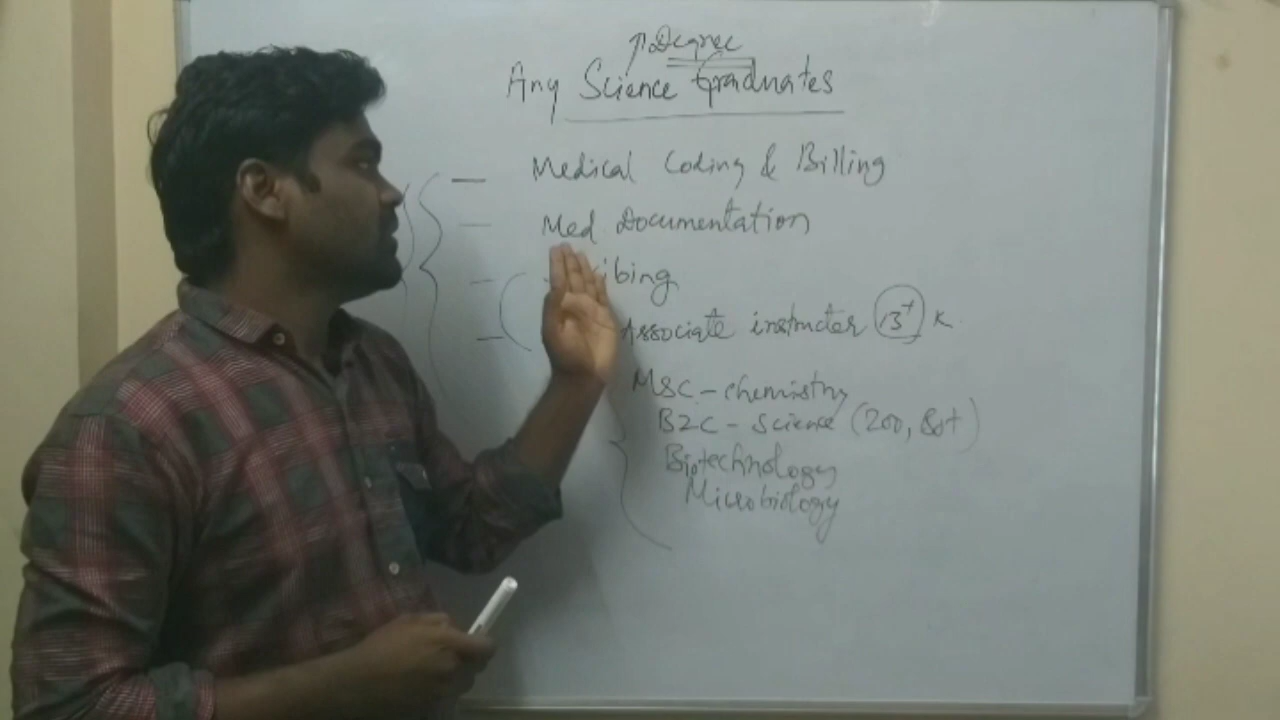 ↑ Degree
Any Science Graduates
— Medical Coding & Billing
— Med Documentation
— ibing
— Associate instructer 13+ K
MSC - chemistry
BZC - Science (Zoo, Bot)
Biotechnology
Microbiology